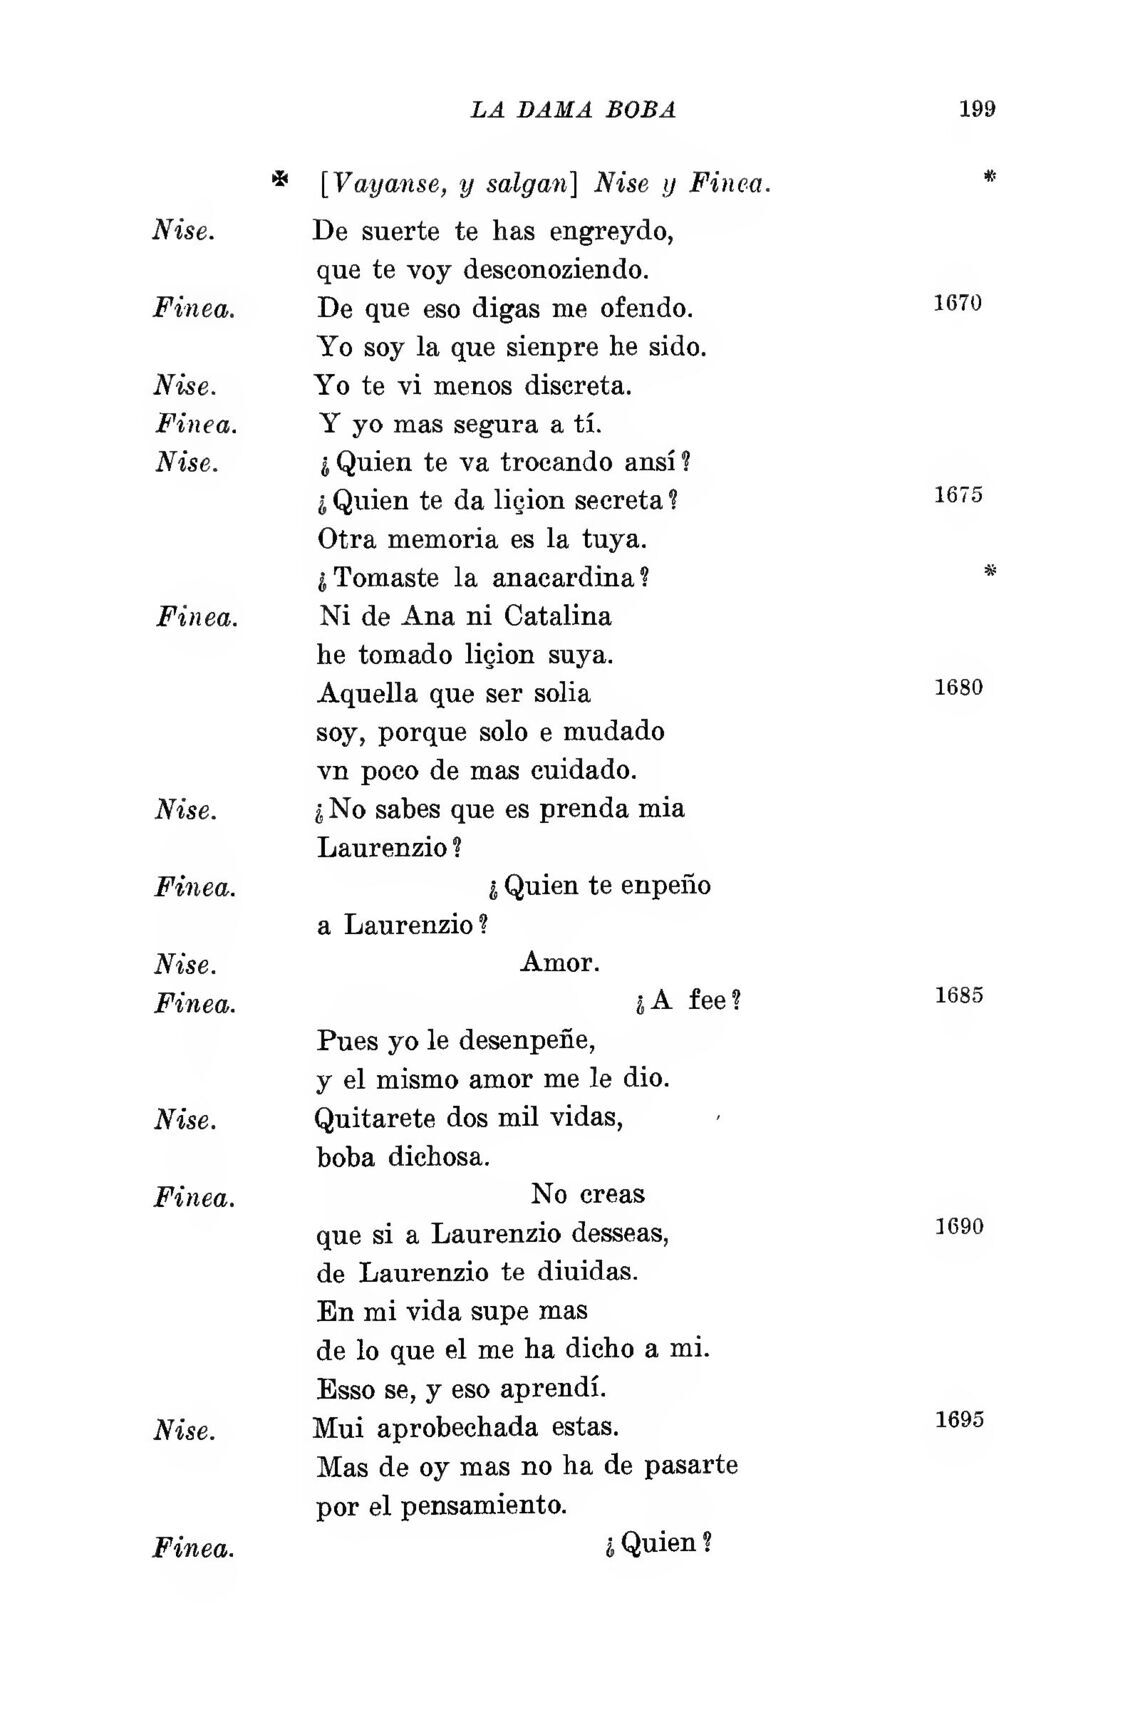 LA DAMA BOBA 199
✠ [Vayanse, y salgan] Nise y Finea. *
Nise. De suerte te has engreydo,
que te voy desconoziendo.
Finea. De que eso digas me ofendo. 1670
Yo soy la que sienpre he sido.
Nise. Yo te vi menos discreta.
Finea. Y yo mas segura a tí.
Nise. ¿Quien te va trocando ansí?
¿Quien te da liçion secreta? 1675
Otra memoria es la tuya.
¿Tomaste la anacardina? *
Finea. Ni de Ana ni Catalina
he tomado liçion suya.
Aquella que ser solia 1680
soy, porque solo e mudado
vn poco de mas cuidado.
Nise. ¿No sabes que es prenda mia
Laurenzio?
Finea. ¿Quien te enpeño
a Laurenzio?
Nise. Amor.
Finea. ¿A fee? 1685
Pues yo le desenpeñe,
y el mismo amor me le dio.
Nise. Quitarete dos mil vidas,
boba dichosa.
Finea. No creas
que si a Laurenzio desseas, 1690
de Laurenzio te diuidas.
En mi vida supe mas
de lo que el me ha dicho a mi.
Esso se, y eso aprendí.
Nise. Mui aprobechada estas. 1695
Mas de oy mas no ha de pasarte
por el pensamiento.
Finea. ¿Quien?